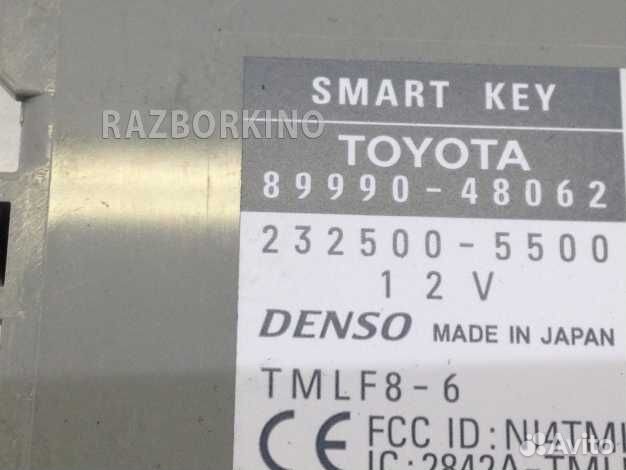 SMART KEY
RAZBORKINO
TOYOTA
89990-48062
232500-5500
12V
DENSO MADE IN JAPAN
TMLF8-6
CE FCC ID:
IC:
Avito